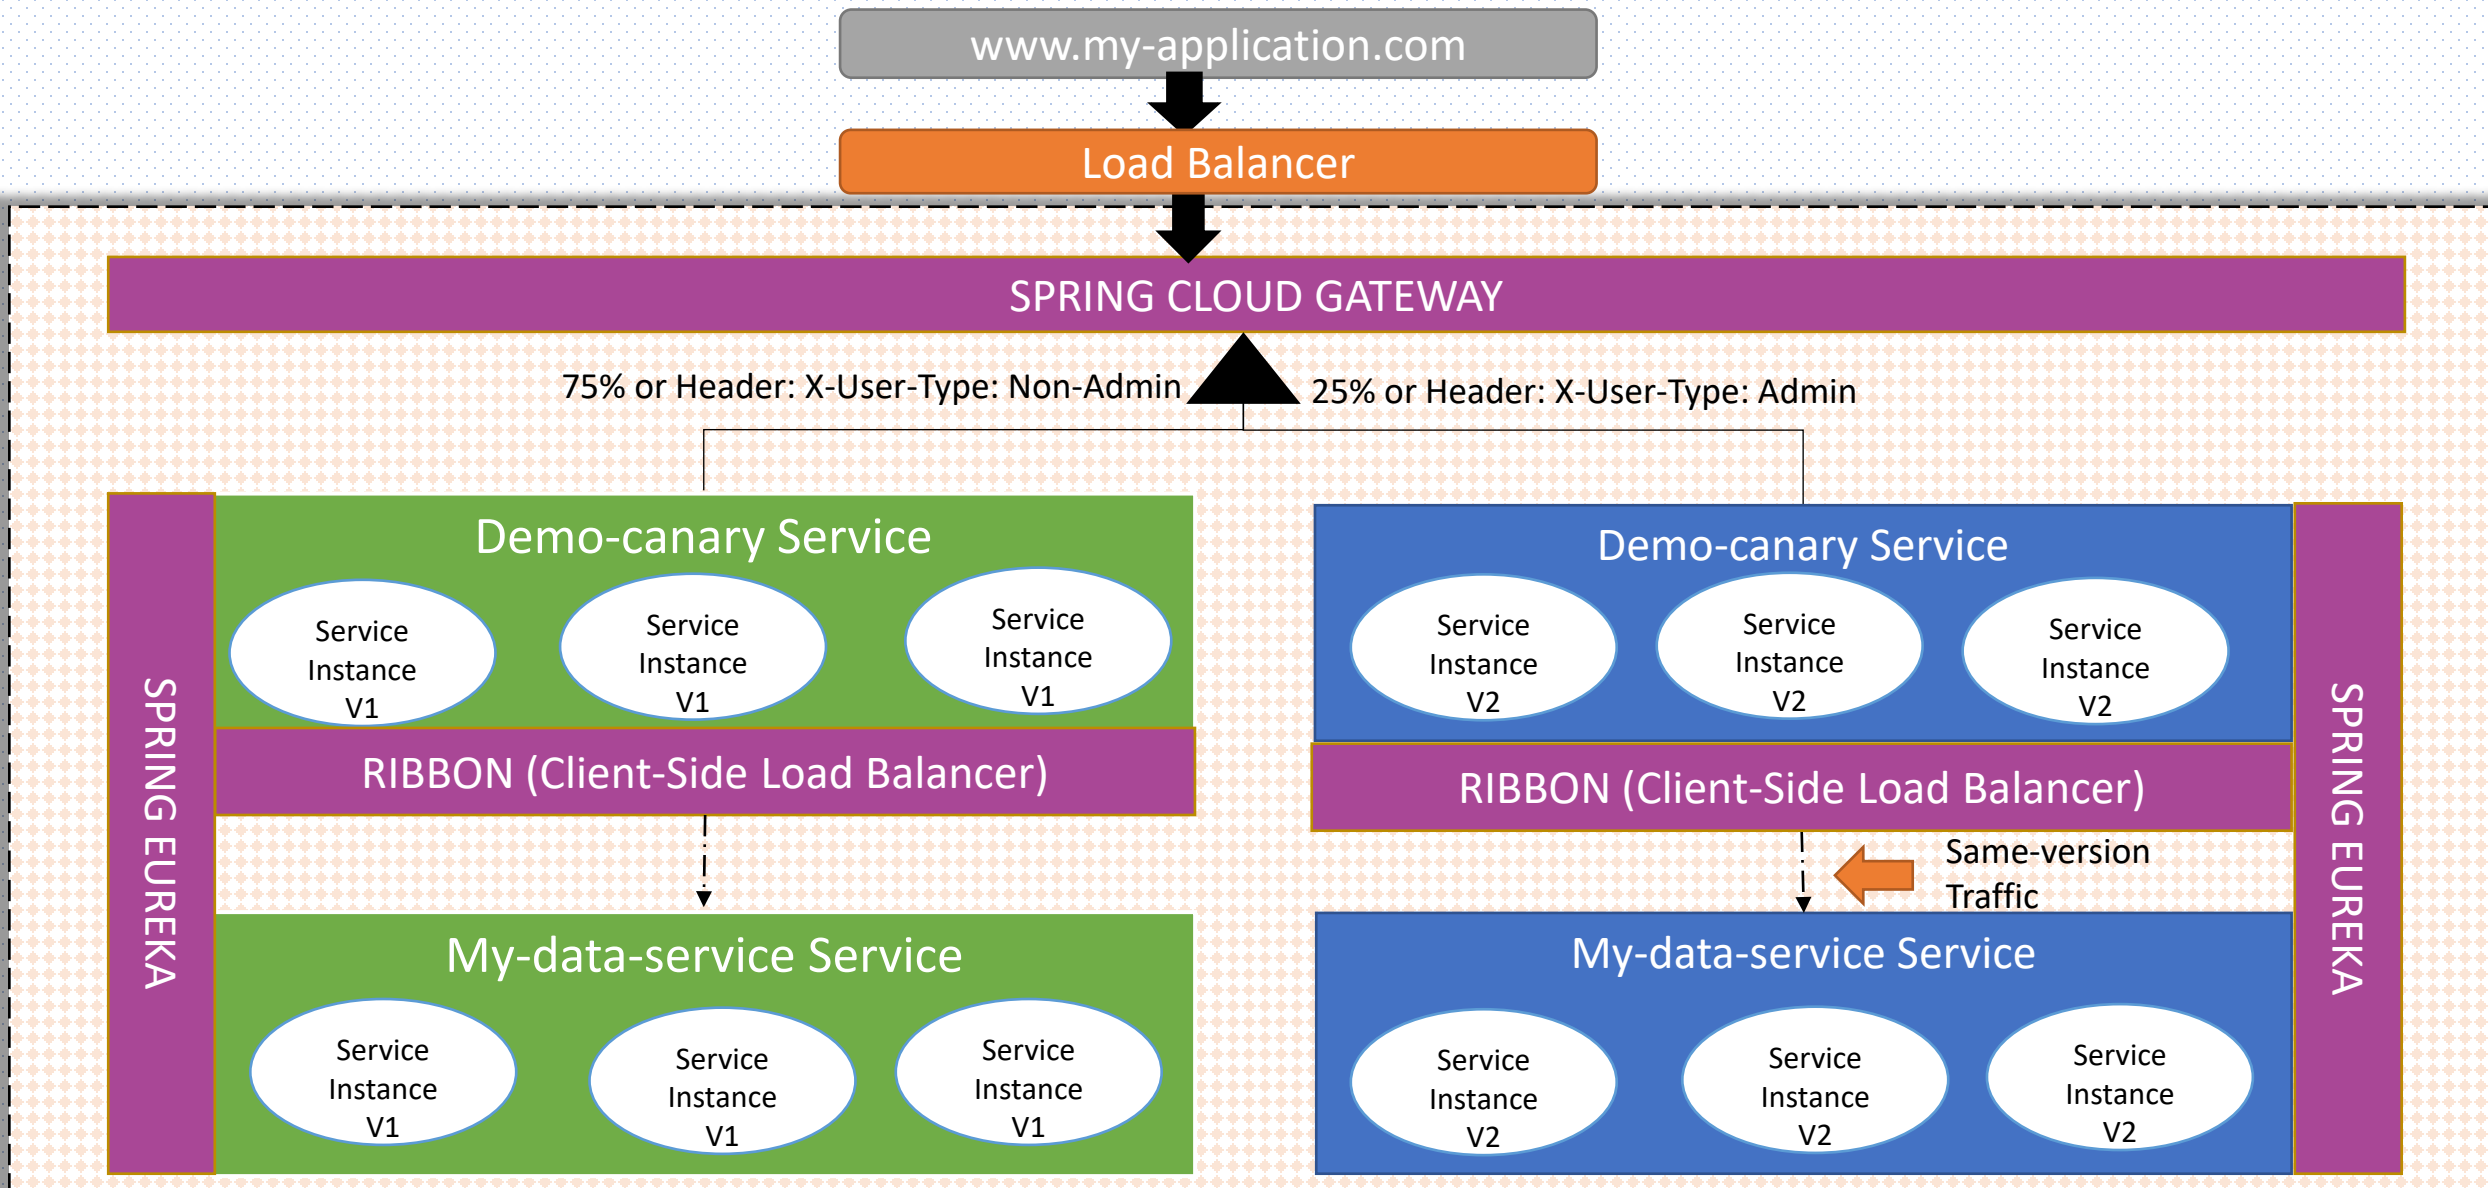 www.my-application.com
Load Balancer
SPRING CLOUD GATEWAY
75% or Header: X-User-Type: Non-Admin
25% or Header: X-User-Type: Admin
SPRING EUREKA
Demo-canary Service
Service
Instance
V1
Service
Instance
V1
Service
Instance
V1
RIBBON (Client-Side Load Balancer)
My-data-service Service
Service
Instance
V1
Service
Instance
V1
Service
Instance
V1
Demo-canary Service
Service
Instance
V2
Service
Instance
V2
Service
Instance
V2
RIBBON (Client-Side Load Balancer)
Same-version
Traffic
My-data-service Service
Service
Instance
V2
Service
Instance
V2
Service
Instance
V2
SPRING EUREKA